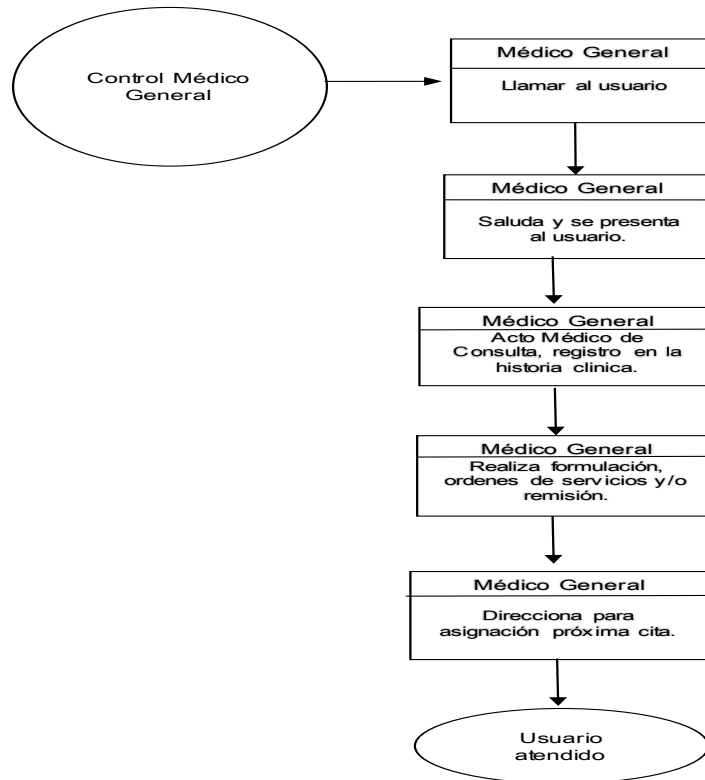 Control Médico
General
Médico General
Llamar al usuario
Médico General
Saluda y se presenta
al usuario.
Médico General
Acto Médico de
Consulta, registro en la
historia clinica.
Médico General
Realiza formulación,
ordenes de servicios y/o
remisión.
Médico General
Direcciona para
asignación próxima cita.
Usuario
atendido